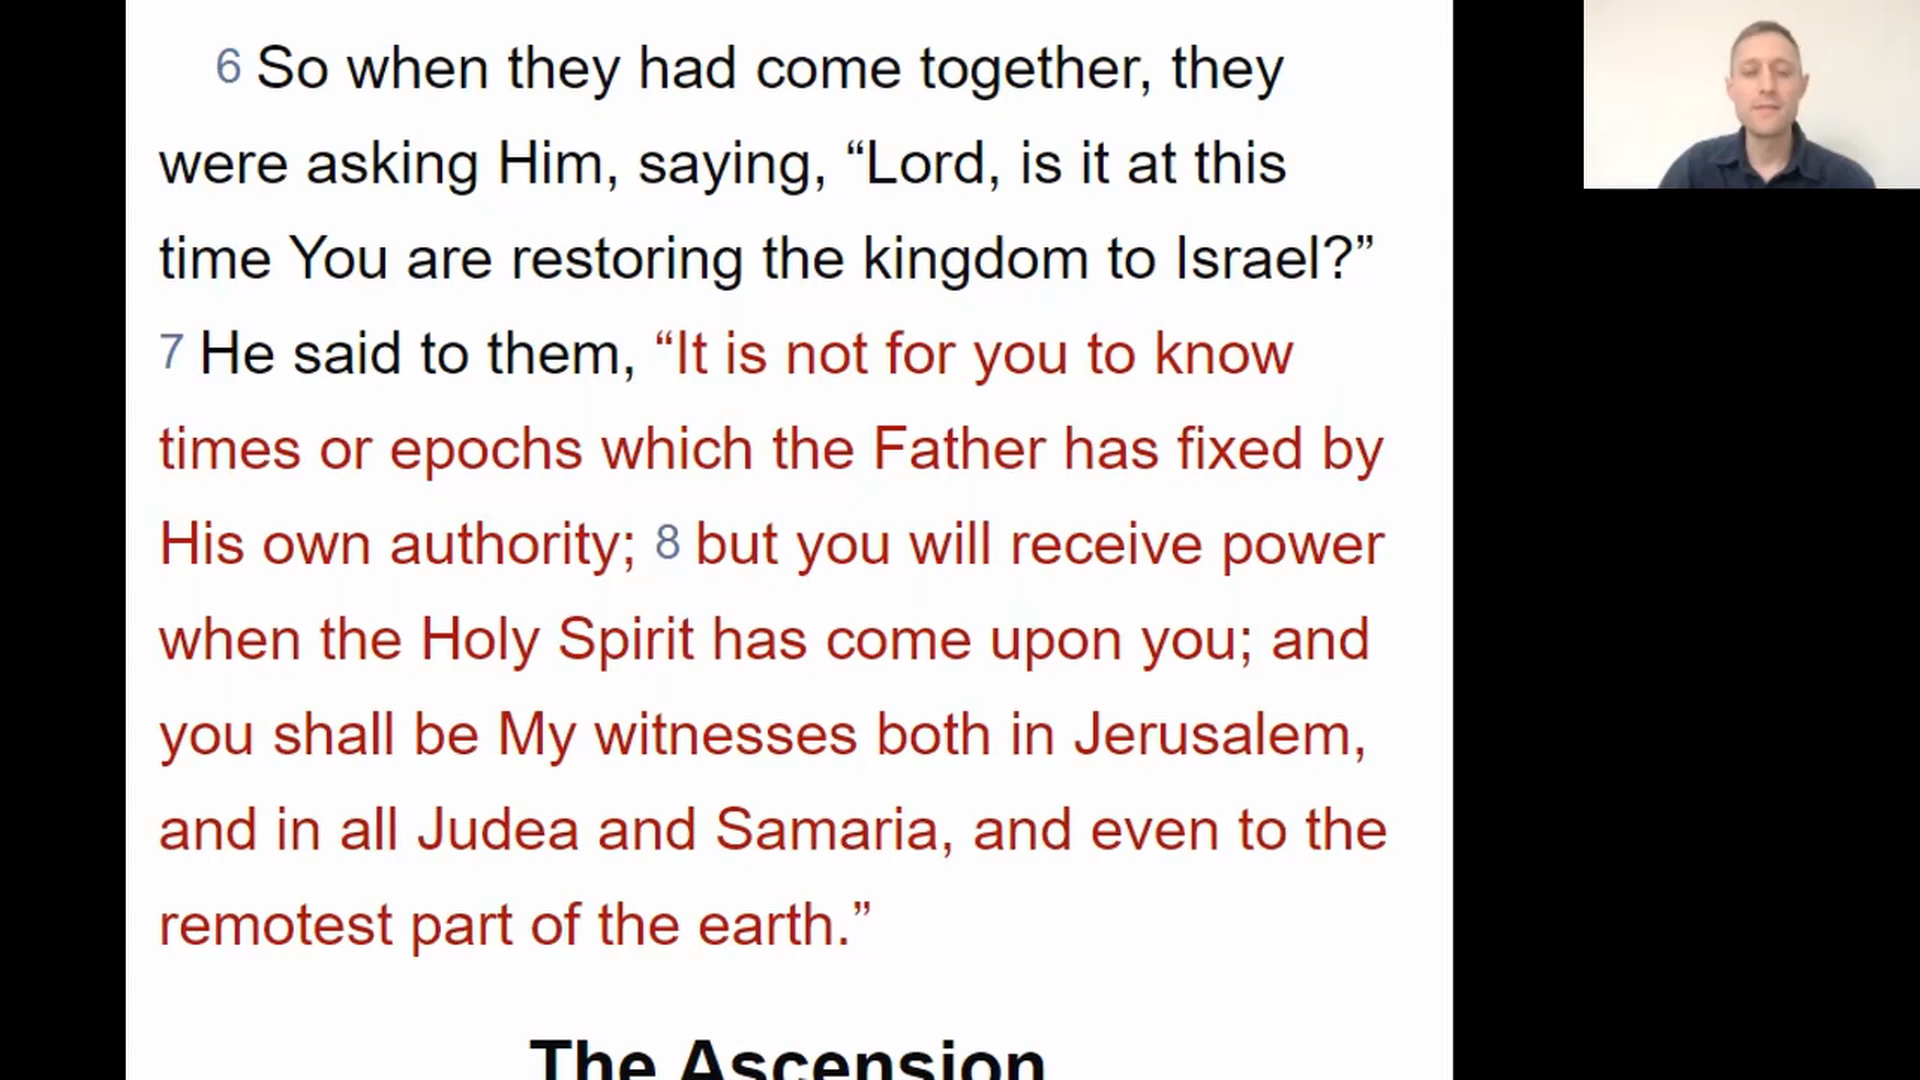 6 So when they had come together, they
were asking Him, saying, “Lord, is it at this
time You are restoring the kingdom to Israel?”
7 He said to them, “It is not for you to know
times or epochs which the Father has fixed by
His own authority; 8 but you will receive power
when the Holy Spirit has come upon you; and
you shall be My witnesses both in Jerusalem,
and in all Judea and Samaria, and even to the
remotest part of the earth.”
The Ascension